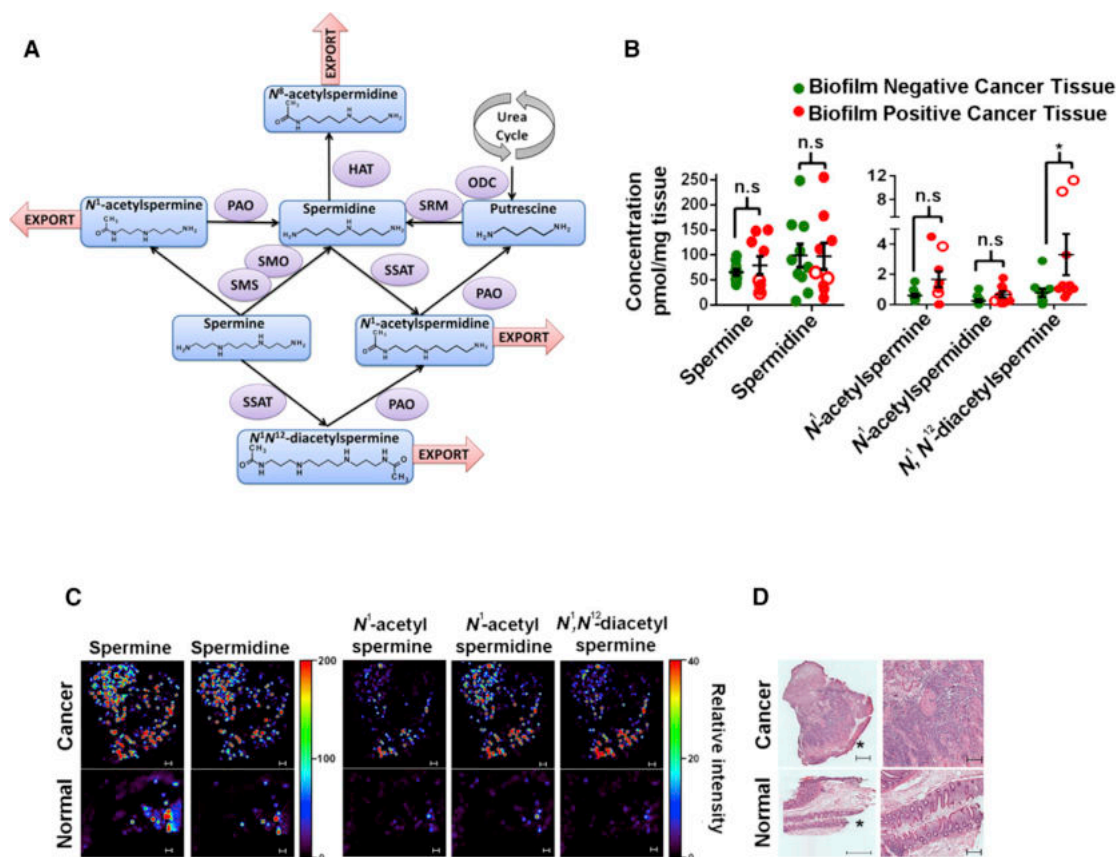 A
EXPORT
N⁸-acetylspermidine
Urea
Cycle
HAT
ODC
N¹-acetylspermine
EXPORT
PAO
Spermidine
SRM
Putrescine
SMO
SMS
SSAT
PAO
Spermine
N¹-acetylspermidine
EXPORT
SSAT
PAO
N¹N¹²-diacetylspermine
EXPORT
B
Biofilm Negative Cancer Tissue
Biofilm Positive Cancer Tissue
Concentration
pmol/mg tissue
250
200
150
100
50
0
n.s
n.s
12
8
4
2
0
n.s
n.s
*
Spermine
Spermidine
N¹-acetylspermine
N¹-acetylspermidine
N¹, N¹²-diacetylspermine
C
Spermine
Spermidine
N¹-acetyl
spermine
N¹-acetyl
spermidine
N¹,N¹²-diacetyl
spermine
Cancer
Normal
200
100
0
40
20
0
Relative intensity
D
Cancer
Normal
*
*